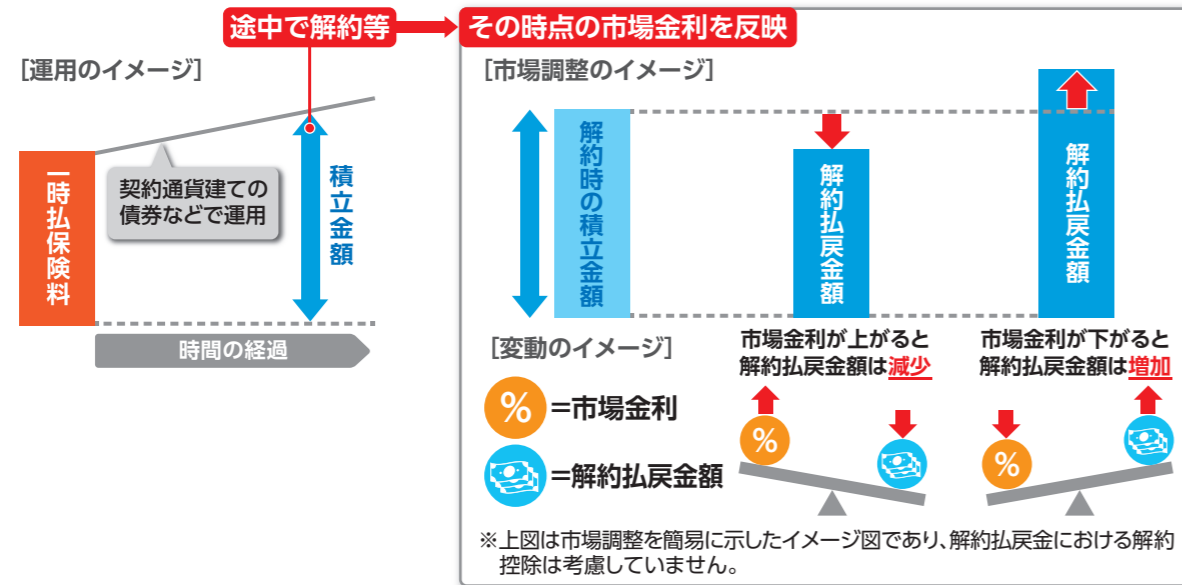 途中で解約等
その時点の市場金利を反映
[運用のイメージ]
一時払保険料
契約通貨建ての
債券などで運用
積立金額
時間の経過
[市場調整のイメージ]
解約時の積立金額
解約払戻金額
解約払戻金額
[変動のイメージ]
%=市場金利
=解約払戻金額
市場金利が上がると
解約払戻金額は減少
%
市場金利が下がると
解約払戻金額は増加
%
※上図は市場調整を簡易に示したイメージ図であり、解約払戻金における解約
控除は考慮していません。